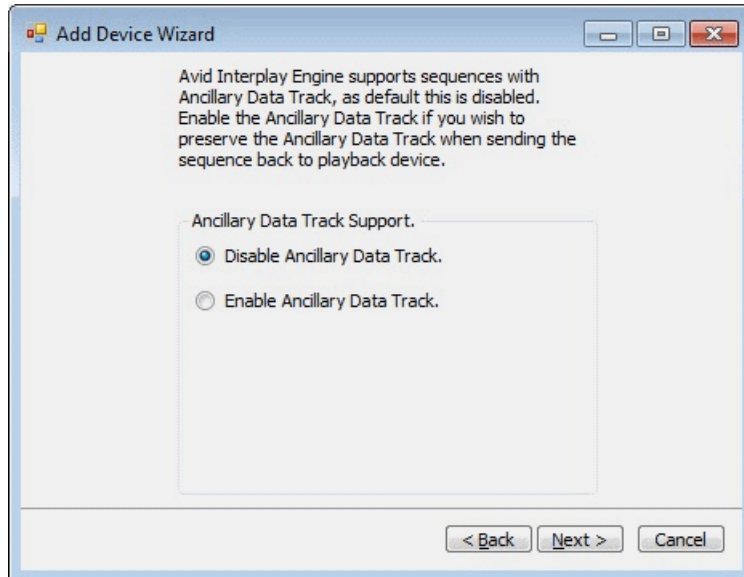 Add Device Wizard
Avid Interplay Engine supports sequences with
Ancillary Data Track, as default this is disabled.
Enable the Ancillary Data Track if you wish to
preserve the Ancillary Data Track when sending the
sequence back to playback device.
Ancillary Data Track Support.
Disable Ancillary Data Track.
Enable Ancillary Data Track.
< Back Next > Cancel